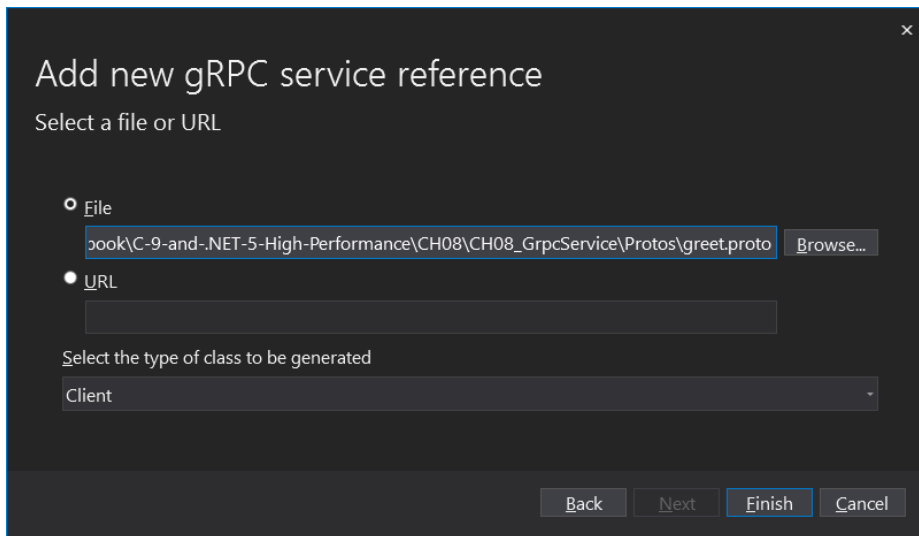 Add new gRPC service reference
Select a file or URL
File
book\C-9-and-.NET-5-High-Performance\CH08\CH08_GrpcService\Protos\greet.proto
Browse...
URL
Select the type of class to be generated
Client
Back Next Finish Cancel